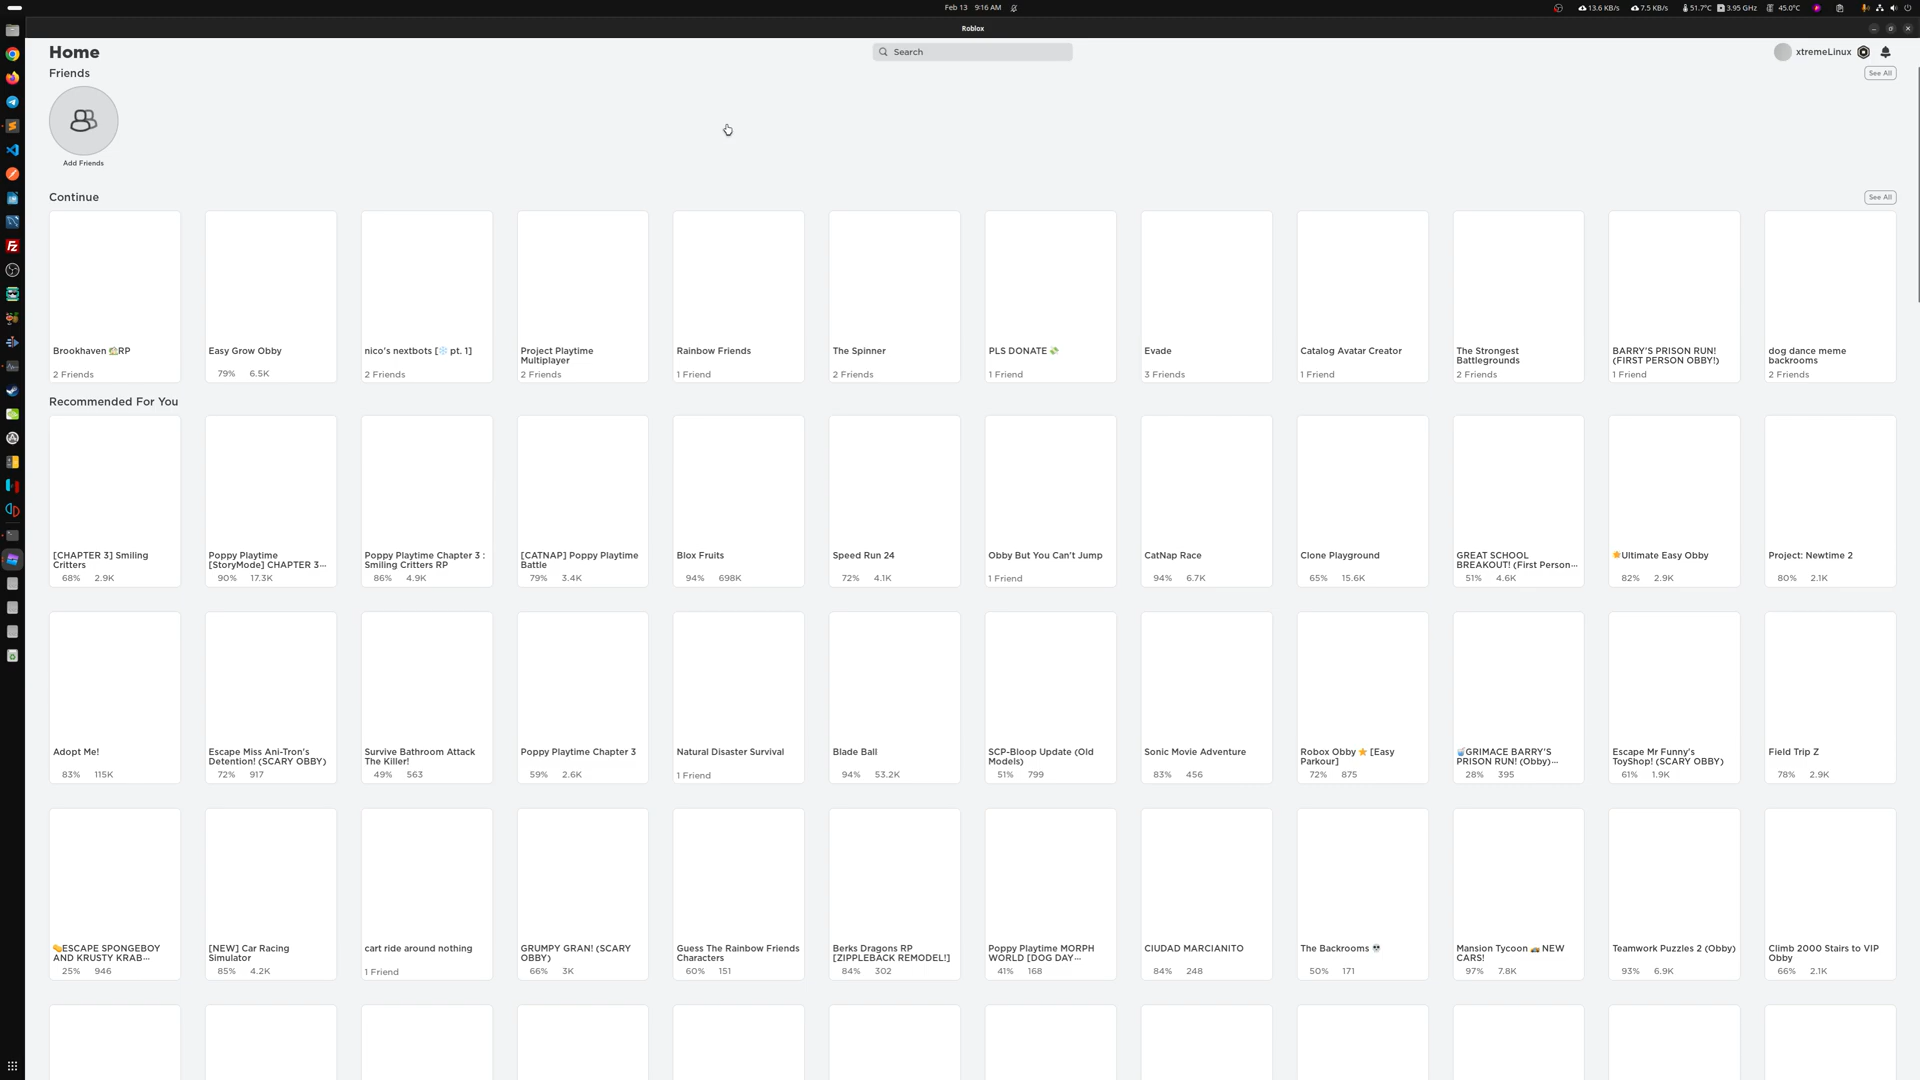 Feb 13 9:16 AM
13.6 KB/s 7.5 KB/s 51.7°C 3.95 GHz 45.0°C
Roblox
Home
Search
xtremeLinux
Friends
See All
Add Friends
Continue
See All
Brookhaven 🏡RP
2 Friends
Easy Grow Obby
79% 6.5K
nico's nextbots [❄️ pt. 1]
2 Friends
Project Playtime
Multiplayer
2 Friends
Rainbow Friends
1 Friend
The Spinner
2 Friends
PLS DONATE 💸
1 Friend
Evade
3 Friends
Catalog Avatar Creator
1 Friend
The Strongest
Battlegrounds
2 Friends
BARRY'S PRISON RUN!
(FIRST PERSON OBBY!)
1 Friend
dog dance meme
backrooms
2 Friends
Recommended For You
[CHAPTER 3] Smiling
Critters
68% 2.9K
Poppy Playtime
[StoryMode] CHAPTER 3...
90% 17.3K
Poppy Playtime Chapter 3 :
Smiling Critters RP
86% 4.9K
[CATNAP] Poppy Playtime
Battle
79% 3.4K
Blox Fruits
94% 698K
Speed Run 24
72% 4.1K
Obby But You Can't Jump
1 Friend
CatNap Race
94% 6.7K
Clone Playground
65% 15.6K
GREAT SCHOOL
BREAKOUT! (First Person...
51% 4.6K
⭐Ultimate Easy Obby
82% 2.9K
Project: Newtime 2
80% 2.1K
Adopt Me!
83% 115K
Escape Miss Ani-Tron's
Detention! (SCARY OBBY)
72% 917
Survive Bathroom Attack
The Killer!
49% 563
Poppy Playtime Chapter 3
59% 2.6K
Natural Disaster Survival
1 Friend
Blade Ball
94% 53.2K
SCP-Bloop Update (Old
Models)
51% 799
Sonic Movie Adventure
83% 456
Robox Obby ⭐ [Easy
Parkour]
72% 875
GRIMACE BARRY'S
PRISON RUN! (Obby)...
28% 395
Escape Mr Funny's
ToyShop! (SCARY OBBY)
61% 1.9K
Field Trip Z
78% 2.9K
🧽ESCAPE SPONGEBOY
AND KRUSTY KRAB...
25% 946
[NEW] Car Racing
Simulator
85% 4.2K
cart ride around nothing
1 Friend
GRUMPY GRAN! (SCARY
OBBY)
66% 3K
Guess The Rainbow Friends
Characters
60% 151
Berks Dragons RP
[ZIPPLEBACK REMODEL!]
84% 302
Poppy Playtime MORPH
WORLD [DOG DAY...
41% 168
CIUDAD MARCIANITO
84% 248
The Backrooms 💀
50% 171
Mansion Tycoon 🚙 NEW
CARS!
97% 7.8K
Teamwork Puzzles 2 (Obby)
93% 6.9K
Climb 2000 Stairs to VIP
Obby
66% 2.1K